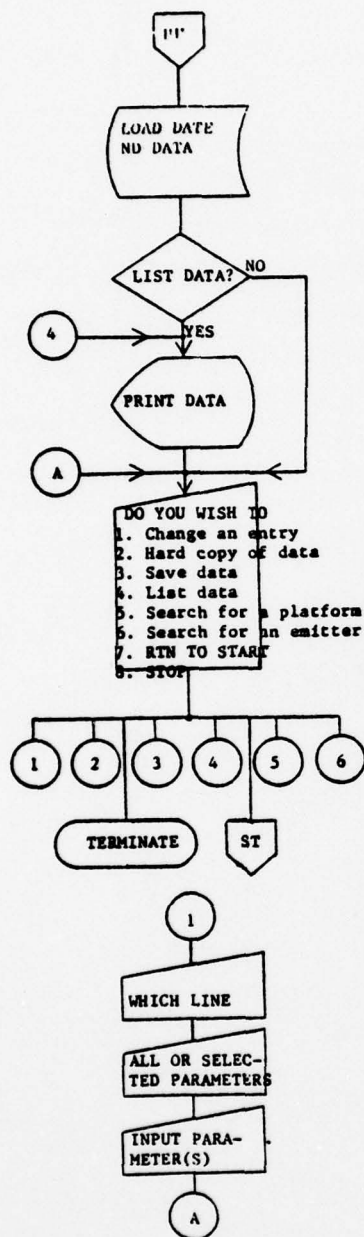 LOAD DATE
ND DATA
LIST DATA?
NO
YES
4
PRINT DATA
A
DO YOU WISH TO
1. Change an entry
2. Hard copy of data
3. Save data
4. List data
5. Search for a platform
6. Search for an emitter
7. RTN TO START
8. STOP
1
2
3
4
5
6
TERMINATE
ST
1
WHICH LINE
ALL OR SELEC-
TED PARAMETERS
INPUT PARA-
METER(S)
A